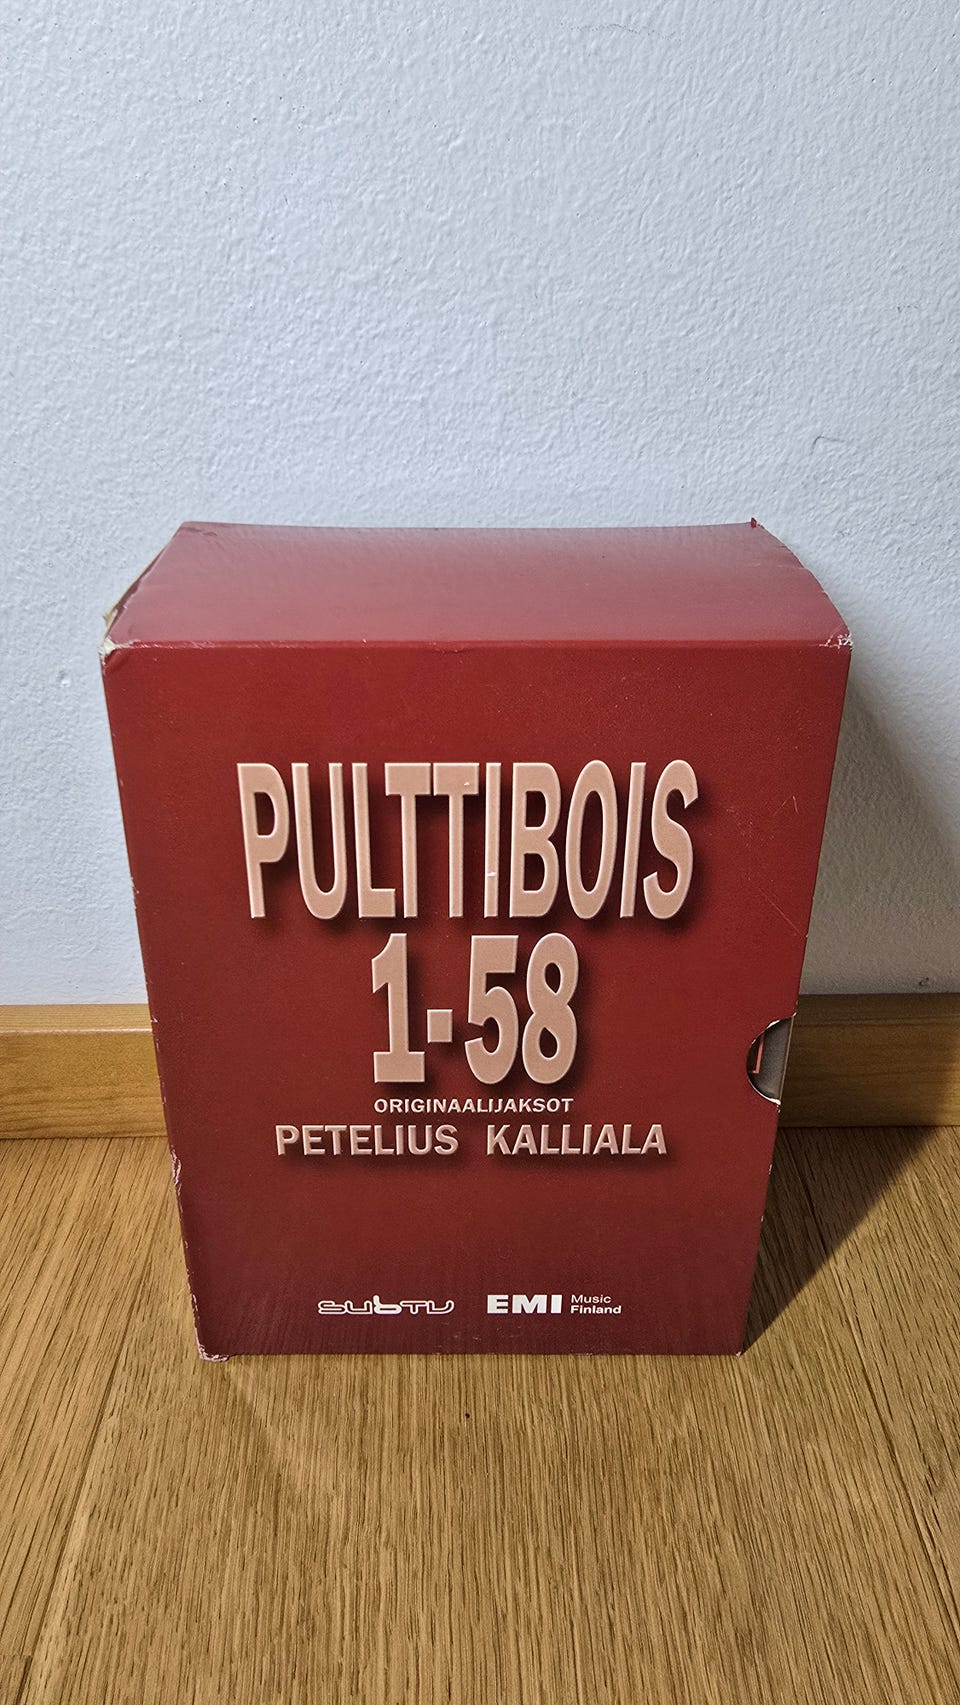 PULTTIBOIS
1-58
ORIGINAALIJAKSOT
PETELIUS KALLIALA
subtv EMI Music Finland